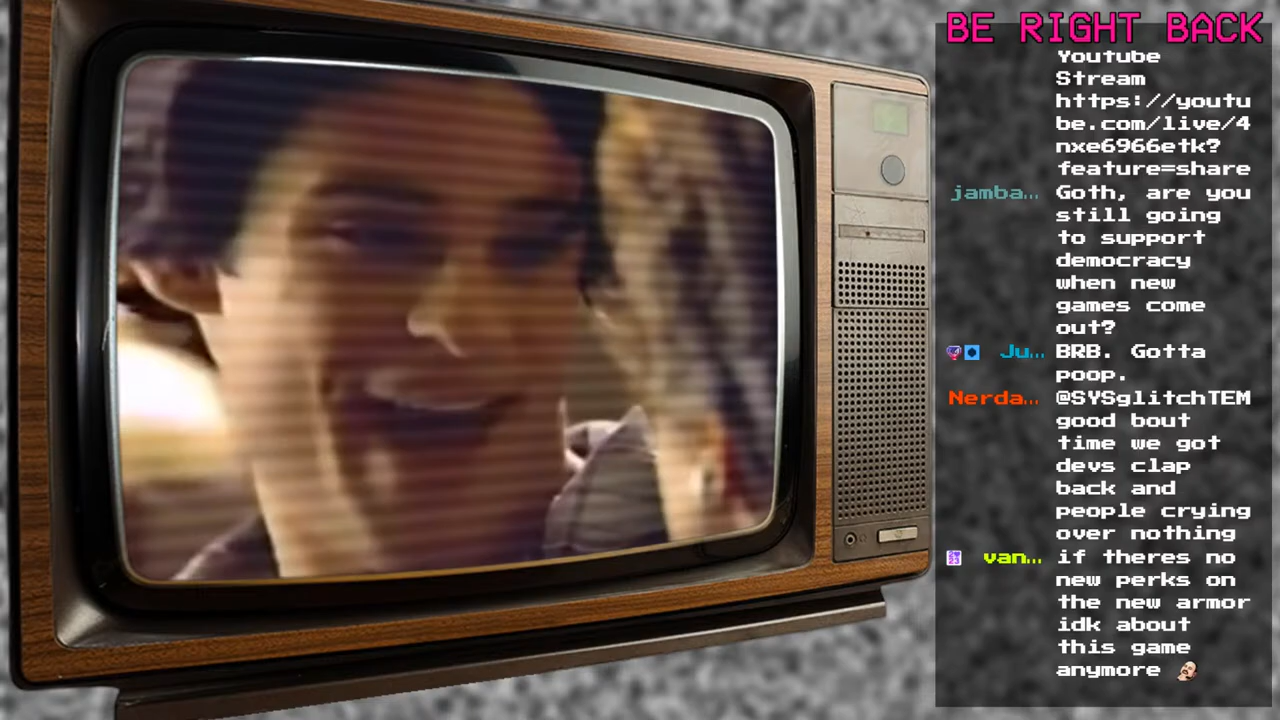 BE RIGHT BACK
Youtube
Stream
https://youtu
be.com/live/4
nxe6966etk?
feature=share
jamba… Goth, are you
still going
to support
democracy
when new
games come
out?
Ju… BRB. Gotta
poop.
Nerda… @SYSglitchTEM
good bout
time we got
devs clap
back and
people crying
over nothing
van… if theres no
new perks on
the new armor
idk about
this game
anymore